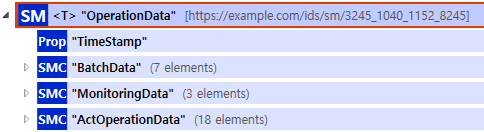 SM <T> "OperationData" [https://example.com/ids/sm/3245_1040_1152_8245]
Prop "TimeStamp"
SMC "BatchData" (7 elements)
SMC "MonitoringData" (3 elements)
SMC "ActOperationData" (18 elements)